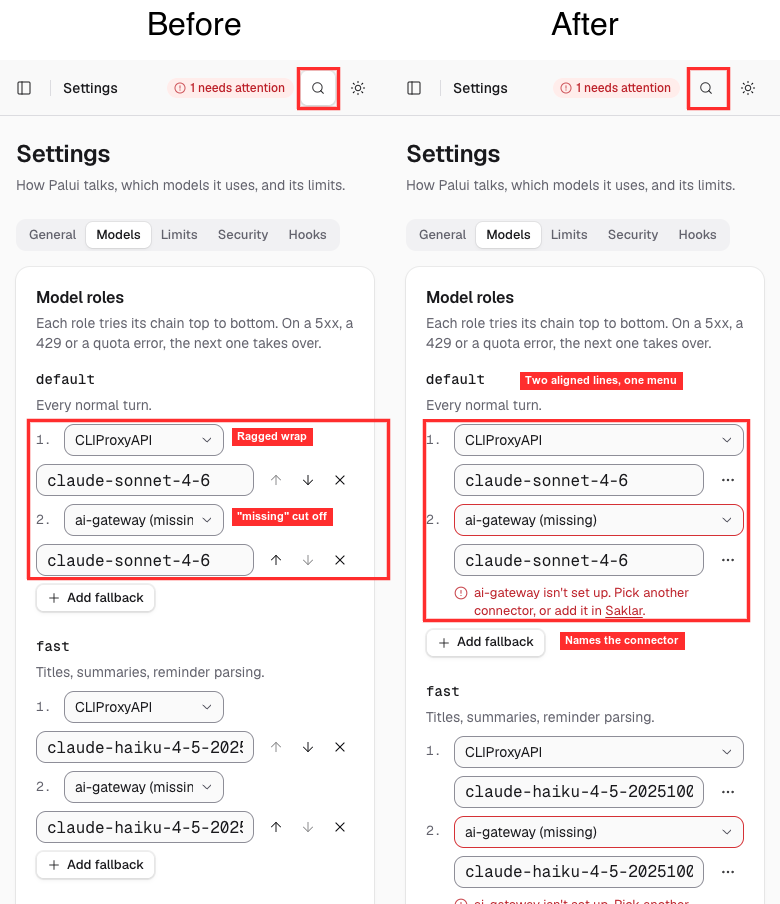 Before
Settings
1 needs attention
Settings
How Palui talks, which models it uses, and its limits.
General Models Limits Security Hooks
Model roles
Each role tries its chain top to bottom. On a 5xx, a
429 or a quota error, the next one takes over.
default
Every normal turn.
1. CLIProxyAPI
Ragged wrap
claude-sonnet-4-6
2. ai-gateway (missin
"missing" cut off
claude-sonnet-4-6
Add fallback
fast
Titles, summaries, reminder parsing.
1. CLIProxyAPI
claude-haiku-4-5-2025
2. ai-gateway (missin
claude-haiku-4-5-2025
Add fallback
After
Settings
1 needs attention
Settings
How Palui talks, which models it uses, and its limits.
General Models Limits Security Hooks
Model roles
Each role tries its chain top to bottom. On a 5xx, a
429 or a quota error, the next one takes over.
default
Two aligned lines, one menu
Every normal turn.
1. CLIProxyAPI
claude-sonnet-4-6
2. ai-gateway (missing)
claude-sonnet-4-6
ai-gateway isn't set up. Pick another
connector, or add it in Saklar.
Add fallback
Names the connector
fast
Titles, summaries, reminder parsing.
1. CLIProxyAPI
claude-haiku-4-5-2025100
2. ai-gateway (missing)
claude-haiku-4-5-2025100
ai-gateway isn't set up. Pick another